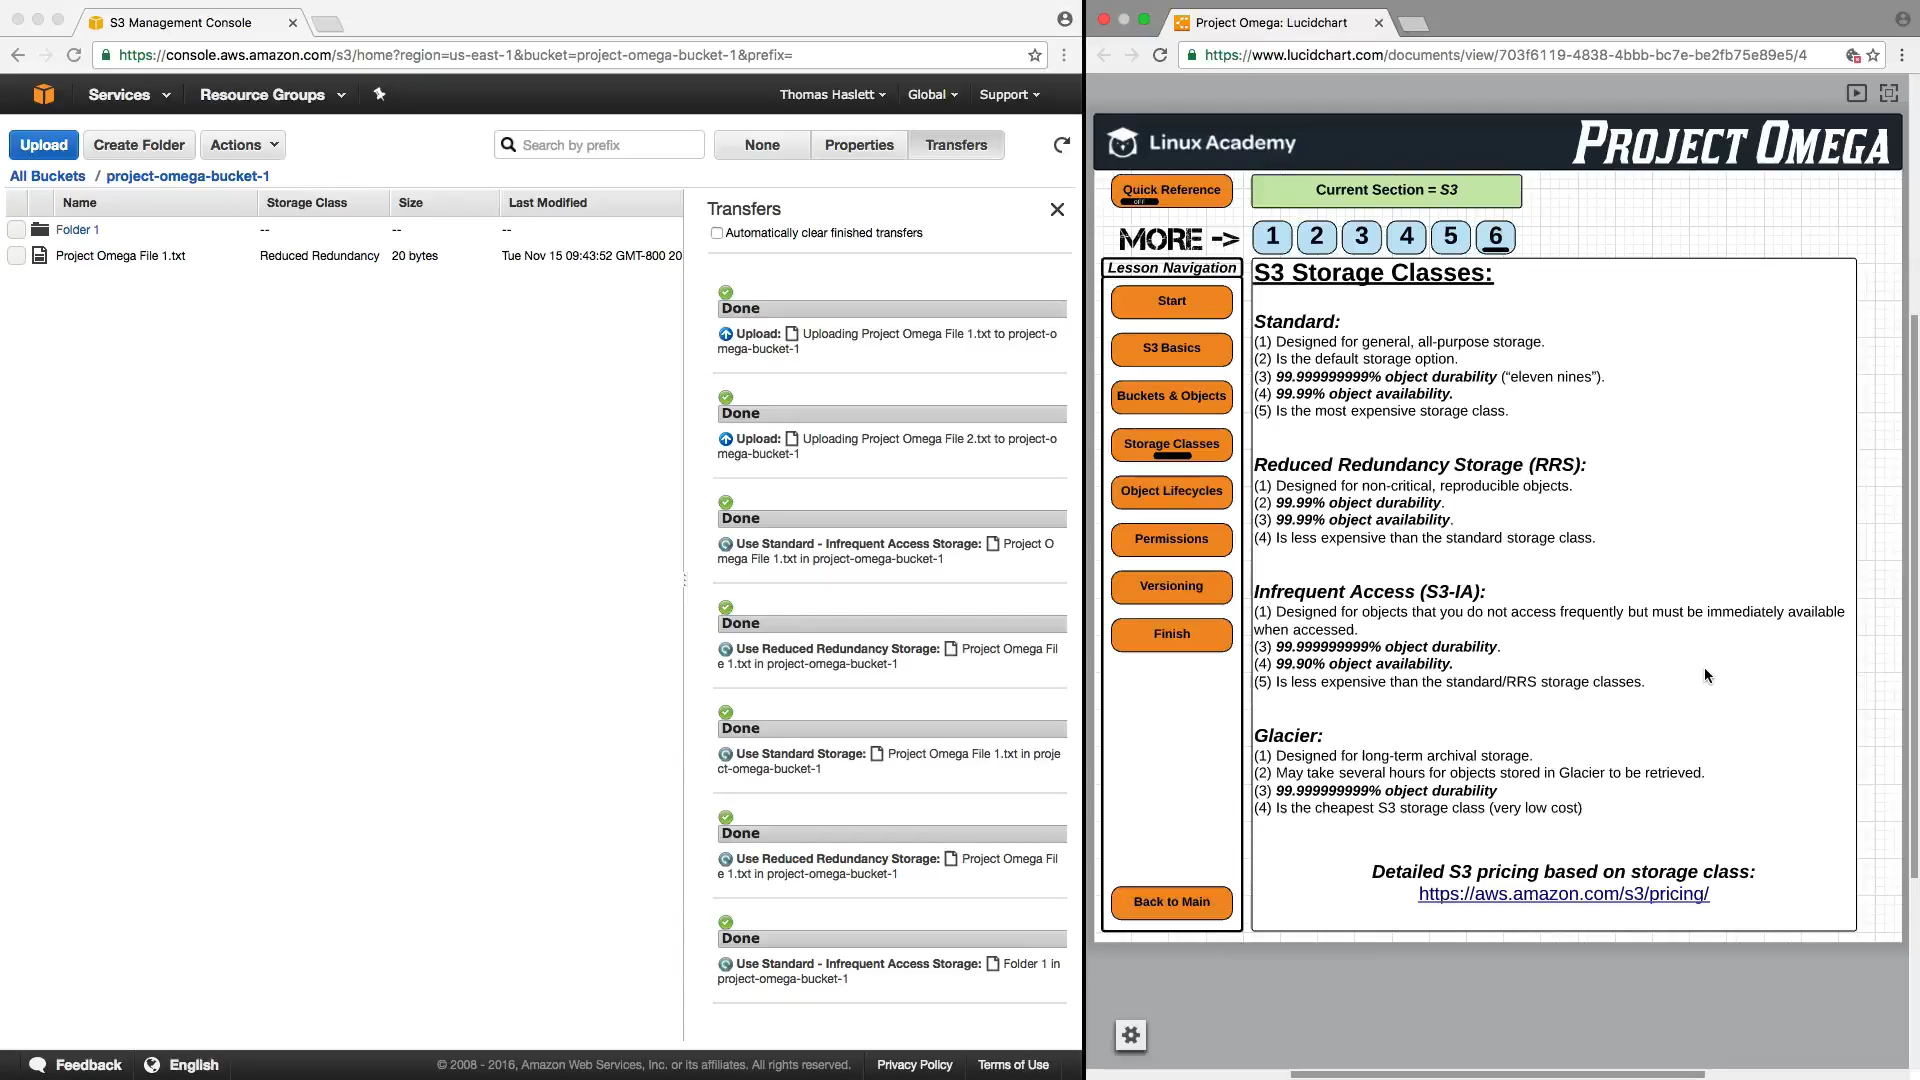 S3 Management Console
https://console.aws.amazon.com/s3/home?region=us-east-1&bucket=project-omega-bucket-1&prefix=
Services
Resource Groups
Thomas Haslett
Global
Support
Upload
Create Folder
Actions
Search by prefix
None
Properties
Transfers
All Buckets / project-omega-bucket-1
Name
Storage Class
Size
Last Modified
Folder 1
--
--
--
Project Omega File 1.txt
Reduced Redundancy
20 bytes
Tue Nov 15 09:43:52 GMT-800 20
Transfers
Automatically clear finished transfers
Done
Upload: Uploading Project Omega File 1.txt to project-o
mega-bucket-1
Done
Upload: Uploading Project Omega File 2.txt to project-o
mega-bucket-1
Done
Use Standard - Infrequent Access Storage: Project O
mega File 1.txt in project-omega-bucket-1
Done
Use Reduced Redundancy Storage: Project Omega Fil
e 1.txt in project-omega-bucket-1
Done
Use Standard Storage: Project Omega File 1.txt in proje
ct-omega-bucket-1
Done
Use Reduced Redundancy Storage: Project Omega Fil
e 1.txt in project-omega-bucket-1
Done
Use Standard - Infrequent Access Storage: Folder 1 in
project-omega-bucket-1
Feedback
English
© 2008 - 2016, Amazon Web Services, Inc. or its affiliates. All rights reserved.
Privacy Policy
Terms of Use
Project Omega: Lucidchart
https://www.lucidchart.com/documents/view/703f6119-4838-4bbb-bc7e-be2fb75e89e5/4
Linux Academy
PROJECT OMEGA
Quick Reference
OFF
Current Section = S3
MORE ->
1
2
3
4
5
6
Lesson Navigation
Start
S3 Basics
Buckets & Objects
Storage Classes
Object Lifecycles
Permissions
Versioning
Finish
Back to Main
S3 Storage Classes:
Standard:
(1) Designed for general, all-purpose storage.
(2) Is the default storage option.
(3) 99.999999999% object durability (“eleven nines”).
(4) 99.99% object availability.
(5) Is the most expensive storage class.
Reduced Redundancy Storage (RRS):
(1) Designed for non-critical, reproducible objects.
(2) 99.99% object durability.
(3) 99.99% object availability.
(4) Is less expensive than the standard storage class.
Infrequent Access (S3-IA):
(1) Designed for objects that you do not access frequently but must be immediately available
when accessed.
(3) 99.999999999% object durability.
(4) 99.90% object availability.
(5) Is less expensive than the standard/RRS storage classes.
Glacier:
(1) Designed for long-term archival storage.
(2) May take several hours for objects stored in Glacier to be retrieved.
(3) 99.999999999% object durability
(4) Is the cheapest S3 storage class (very low cost)
Detailed S3 pricing based on storage class:
https://aws.amazon.com/s3/pricing/